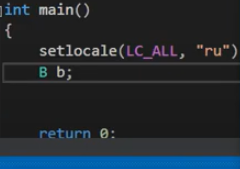 int main()
{
setlocale(LC_ALL, "ru")
B b;
return 0;